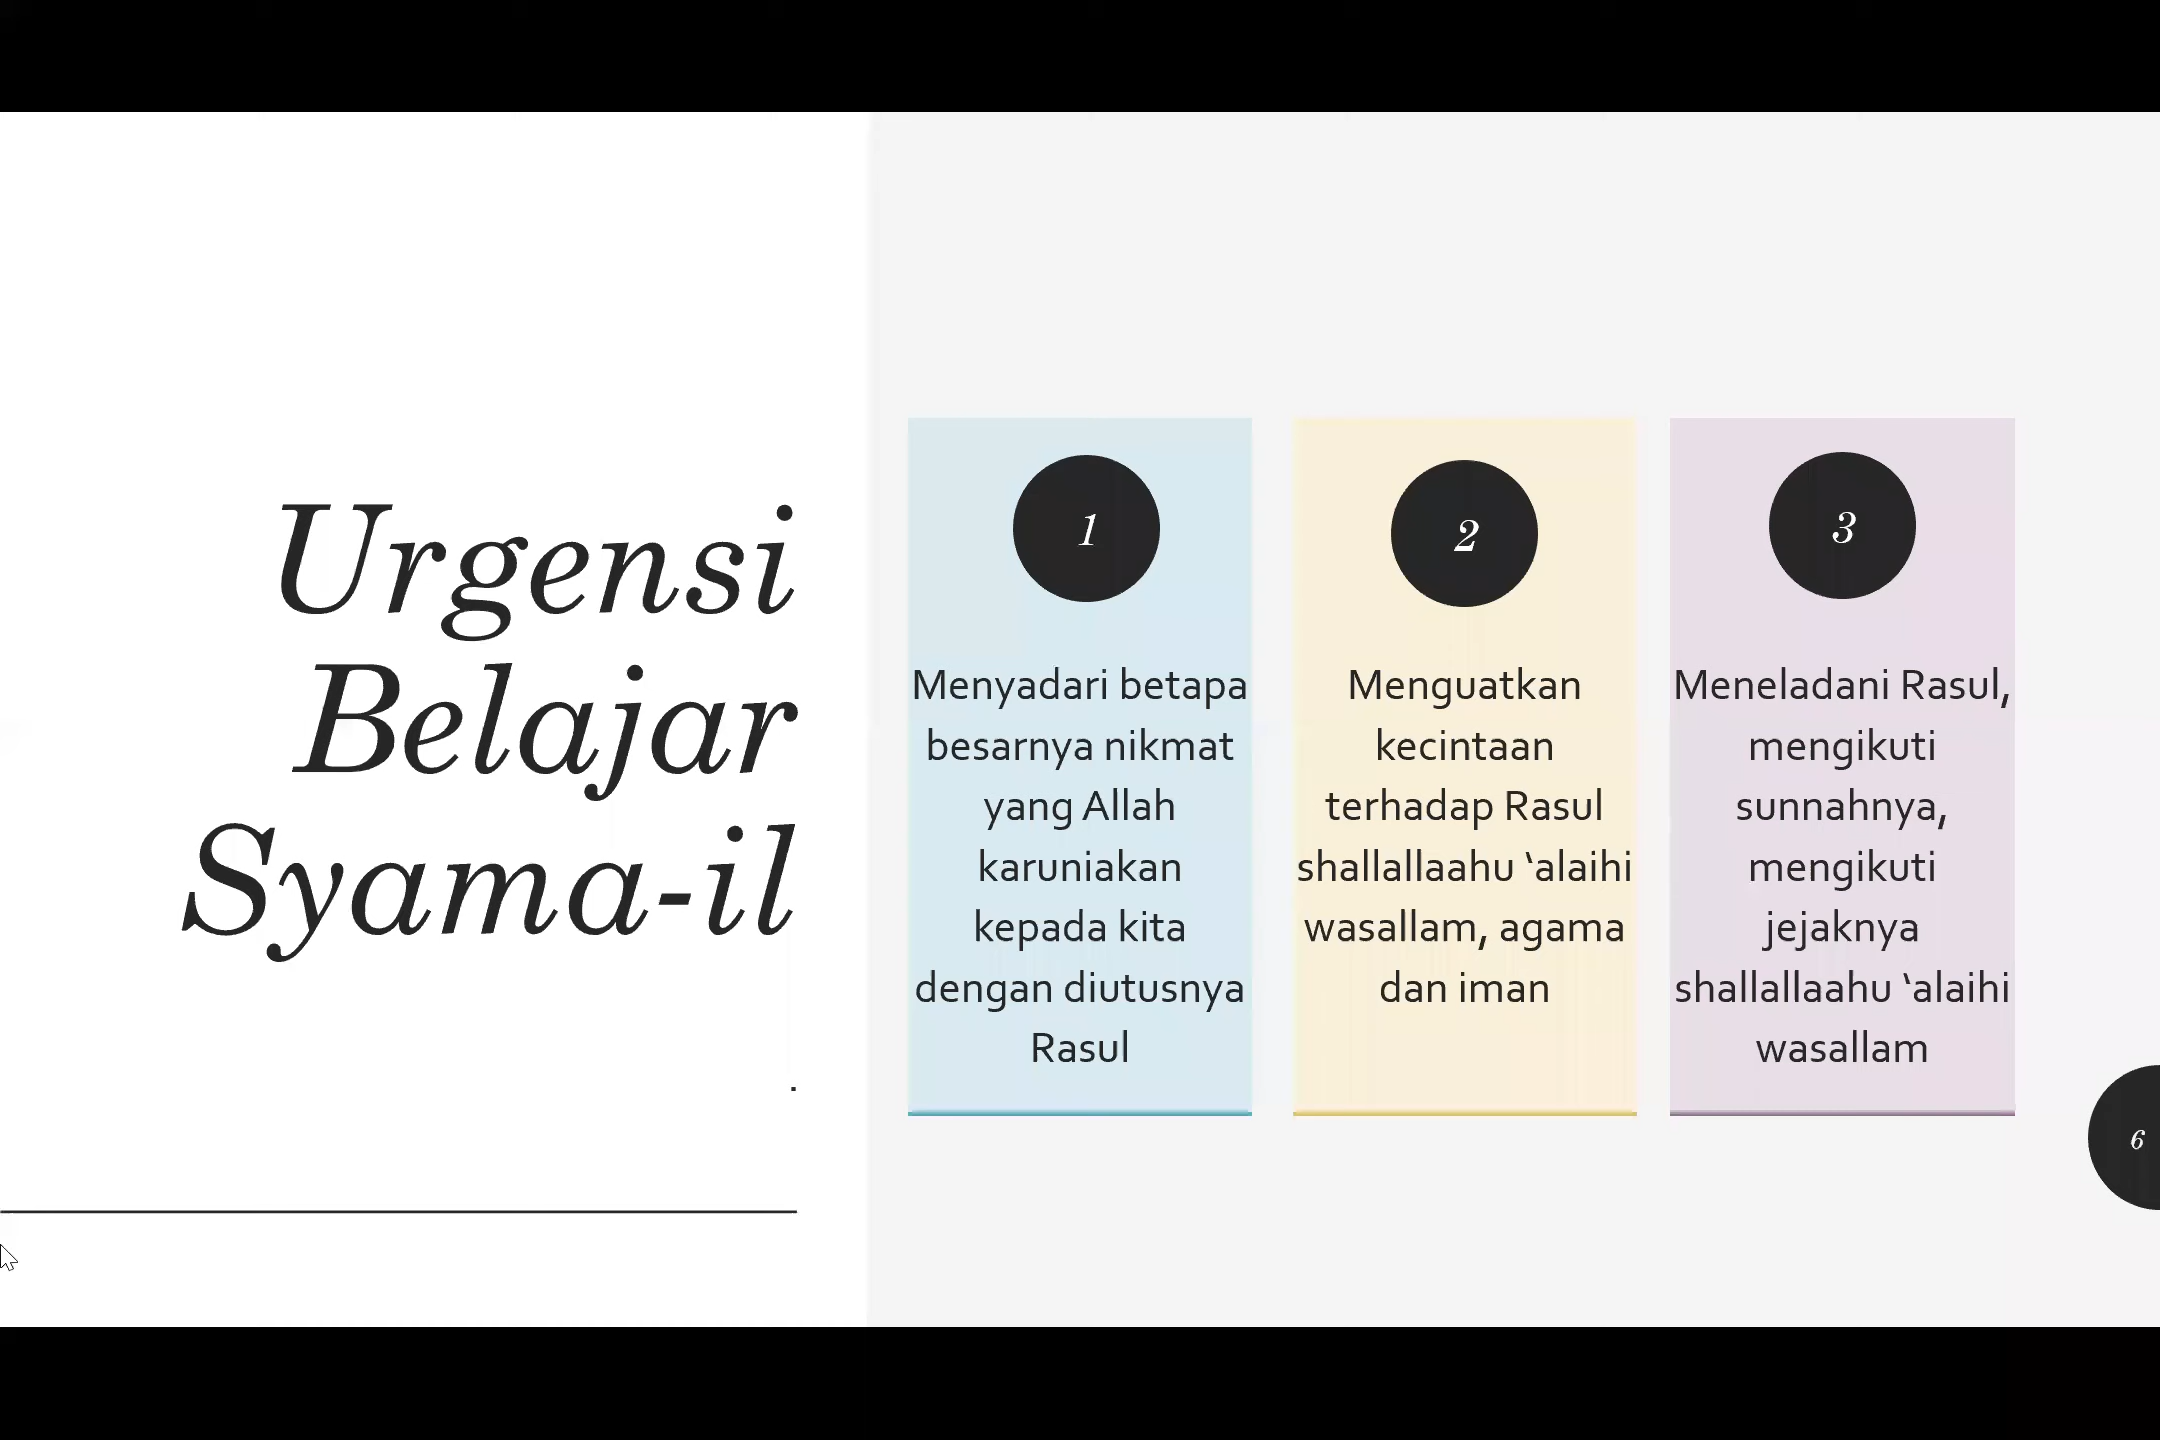 Urgensi
Belajar
Syama-il
.
1
Menyadari betapa
besarnya nikmat
yang Allah
karuniakan
kepada kita
dengan diutusnya
Rasul
2
Menguatkan
kecintaan
terhadap Rasul
shallallaahu ‘alaihi
wasallam, agama
dan iman
3
Meneladani Rasul,
mengikuti
sunnahnya,
mengikuti
jejaknya
shallallaahu ‘alaihi
wasallam
6